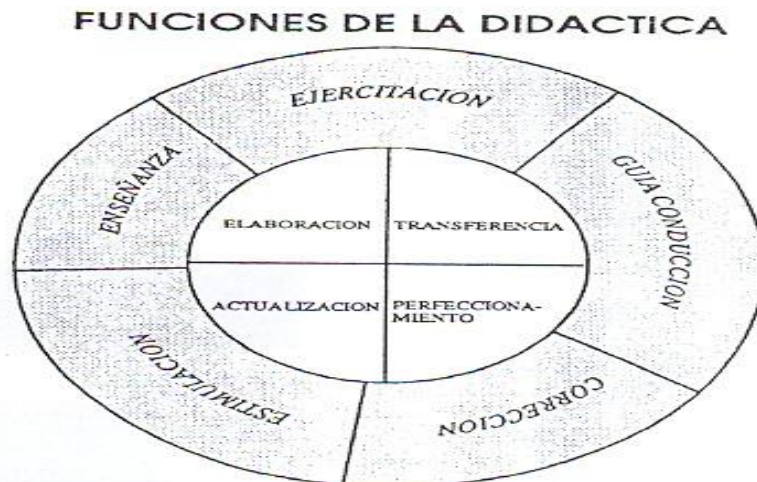 FUNCIONES DE LA DIDACTICA
EJERCITACION
ENSEÑANZA
GUIA CONDUCCION
ELABORACION
TRANSFERENCIA
ACTUALIZACION
PERFECCIONA-
MIENTO
ESTIMULACION
CORRECCION